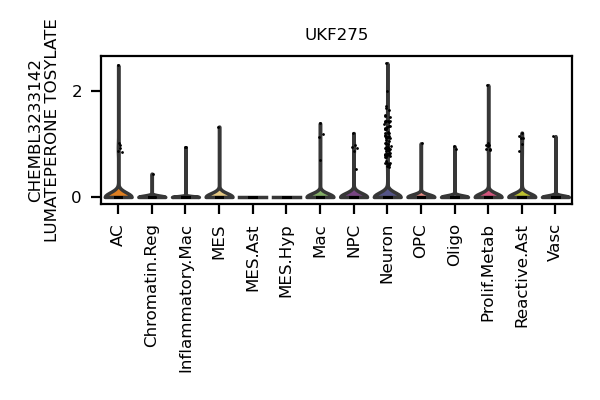 UKF275
CHEMBL3233142
LUMATEPERONE TOSYLATE
2
0
AC
Chromatin.Reg
Inflammatory.Mac
MES
MES.Ast
MES.Hyp
Mac
NPC
Neuron
OPC
Oligo
Prolif.Metab
Reactive.Ast
Vasc